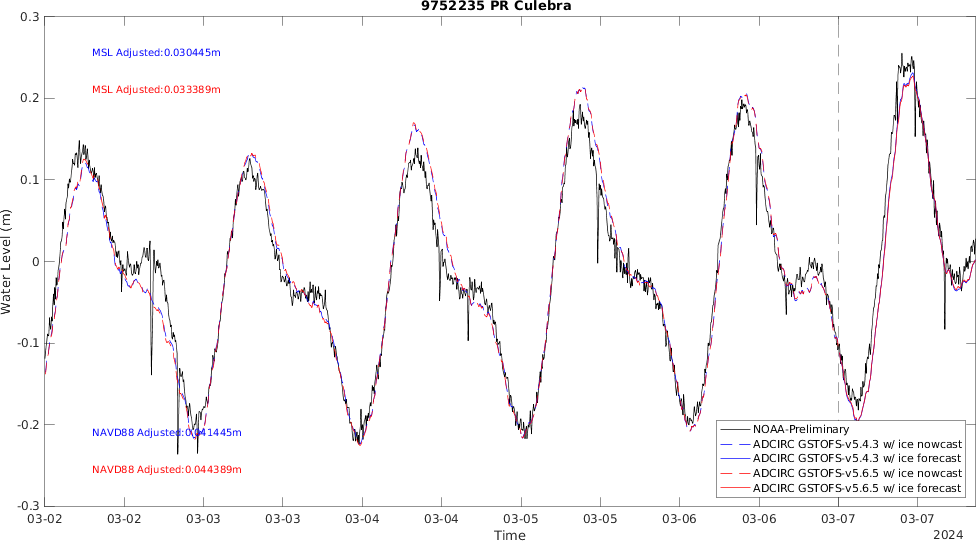 9752235 PR Culebra
0.3
MSL Adjusted:0.030445m
MSL Adjusted:0.033389m
0.2
0.1
0
-0.1
-0.2
-0.3
Water Level (m)
NAVD88 Adjusted:0.041445m
NAVD88 Adjusted:0.044389m
NOAA-Preliminary
ADCIRC GSTOFS-v5.4.3 w/ ice nowcast
ADCIRC GSTOFS-v5.4.3 w/ ice forecast
ADCIRC GSTOFS-v5.6.5 w/ ice nowcast
ADCIRC GSTOFS-v5.6.5 w/ ice forecast
03-02 03-02 03-03 03-03 03-04 03-04 03-05 03-05 03-06 03-06 03-07 03-07
Time
2024